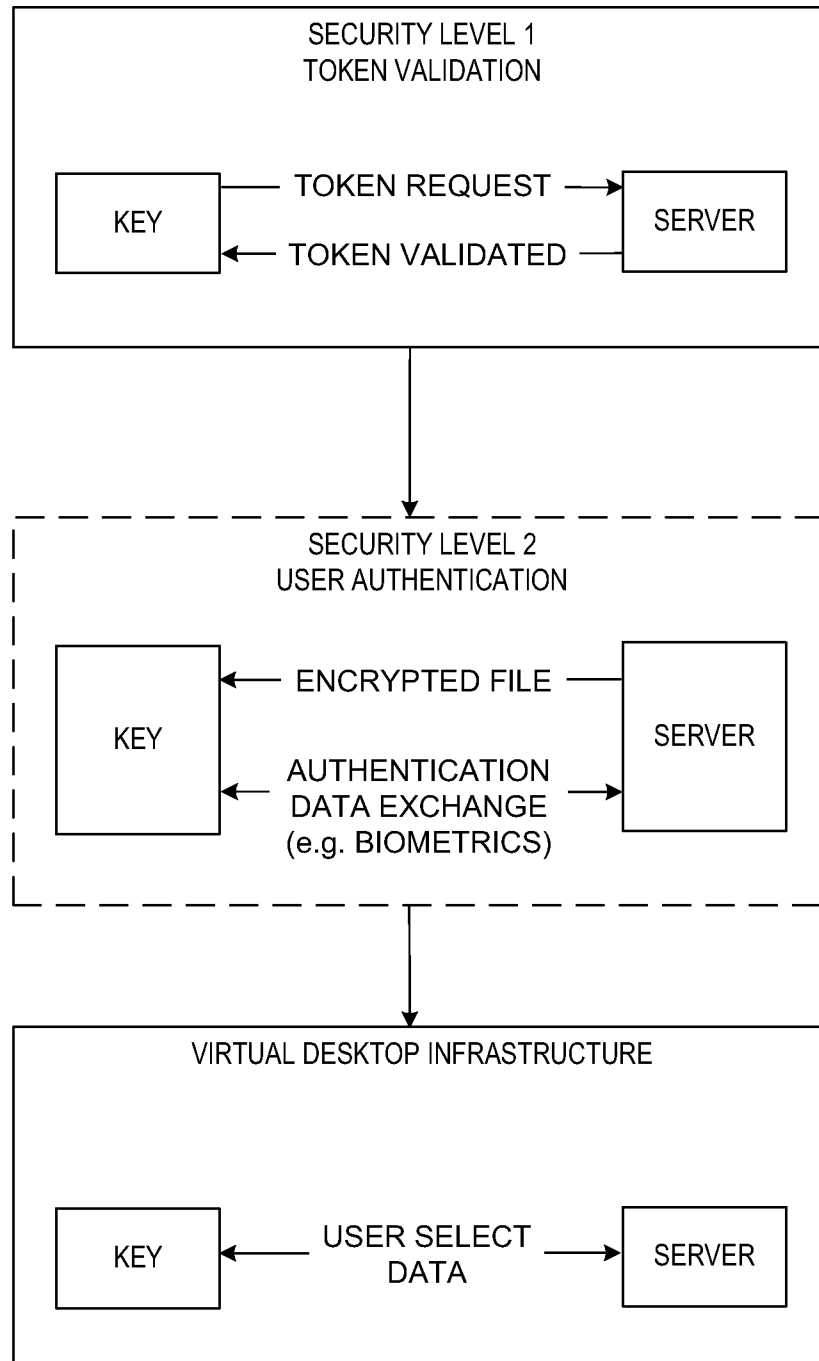 SECURITY LEVEL 1
TOKEN VALIDATION
TOKEN REQUEST
KEY
SERVER
TOKEN VALIDATED
SECURITY LEVEL 2
USER AUTHENTICATION
ENCRYPTED FILE
KEY
SERVER
AUTHENTICATION
DATA EXCHANGE
(e.g. BIOMETRICS)
VIRTUAL DESKTOP INFRASTRUCTURE
KEY
USER SELECT
DATA
SERVER